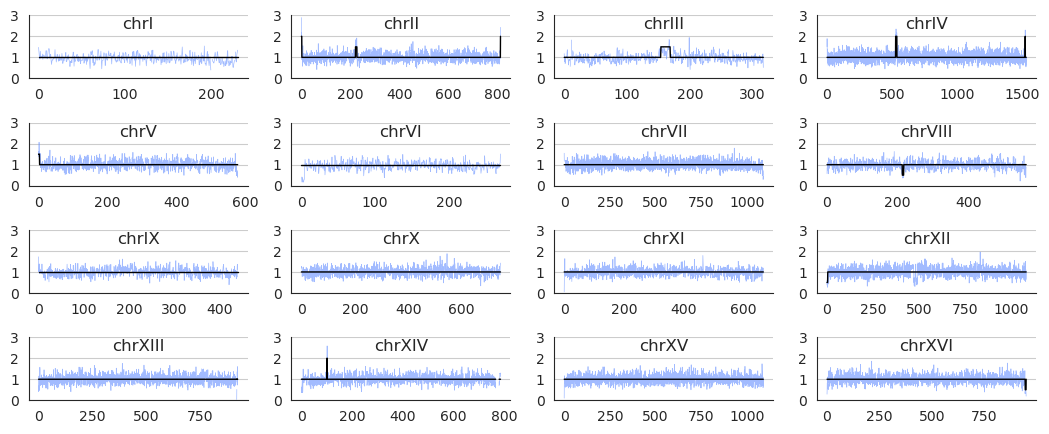 chrI chrII chrIII chrIV
3 3 3 3
2 2 2 2
1 1 1 1
0 0 0 0
0 100 200 0 200 400 600 800 0 100 200 300 0 500 1000 1500
chrV chrVI chrVII chrVIII
3 3 3 3
2 2 2 2
1 1 1 1
0 0 0 0
0 200 400 600 0 100 200 0 250 500 750 1000 0 200 400
chrIX chrX chrXI chrXII
3 3 3 3
2 2 2 2
1 1 1 1
0 0 0 0
0 100 200 300 400 0 200 400 600 0 200 400 600 0 250 500 750 1000
chrXIII chrXIV chrXV chrXVI
3 3 3 3
2 2 2 2
1 1 1 1
0 0 0 0
0 250 500 750 0 200 400 600 800 0 250 500 750 1000 0 250 500 750